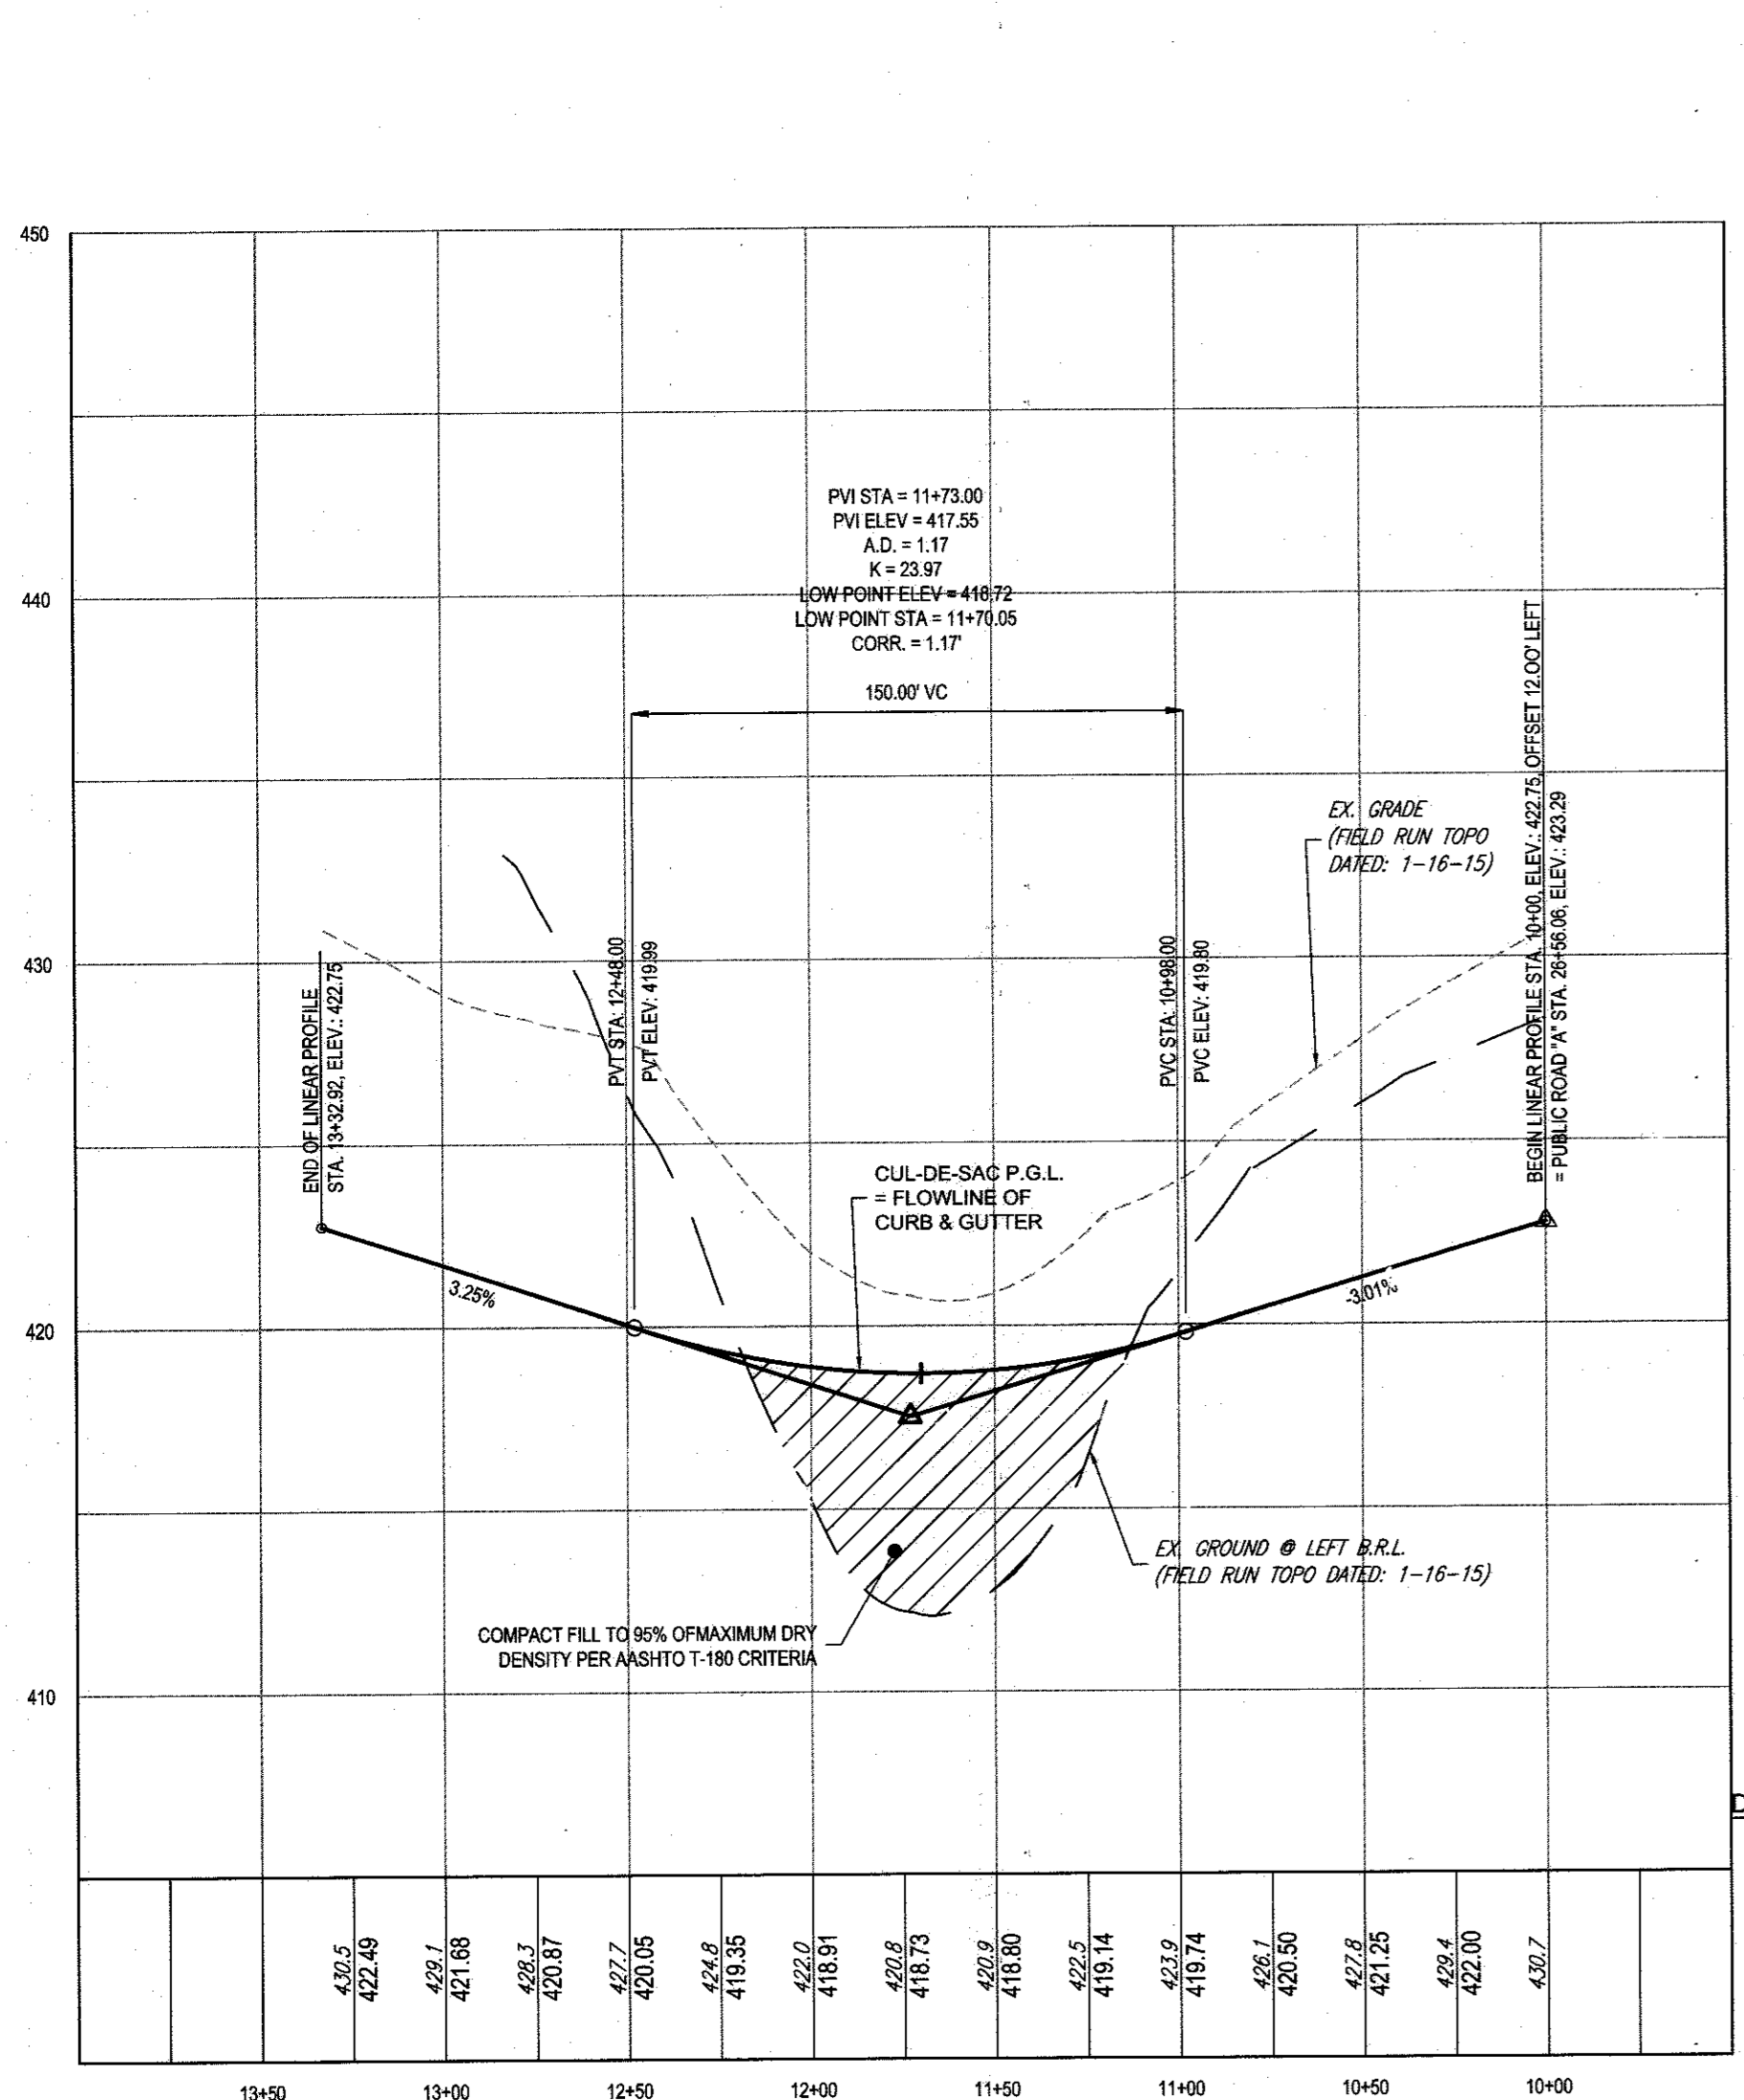 450
440
430
420
410
PVI STA = 11+73.00
PVI ELEV = 417.55
A.D. = 1.17
K = 23.97
LOW POINT ELEV = 418.72
LOW POINT STA = 11+70.05
CORR. = 1.17'
150.00' VC
EX. GRADE
(FIELD RUN TOPO
DATED: 1-16-15)
BEGIN LINEAR PROFILE STA. 10+00, ELEV.: 422.75, OFFSET 12.00' LEFT
= PUBLIC ROAD "A" STA. 26+56.06, ELEV.: 423.29
END OF LINEAR PROFILE
STA. 13+32.92, ELEV.: 422.75
PVT STA: 12+48.00
PVT ELEV: 419.99
PVC STA: 10+98.00
PVC ELEV: 419.80
CUL-DE-SAC P.G.L.
= FLOWLINE OF
CURB & GUTTER
3.25%
-3.01%
EX. GROUND @ LEFT B.R.L.
(FIELD RUN TOPO DATED: 1-16-15)
COMPACT FILL TO 95% OFMAXIMUM DRY
DENSITY PER AASHTO T-180 CRITERIA
D
430.5
422.49
429.1
421.68
428.3
420.87
427.7
420.05
424.8
419.35
422.0
418.91
420.8
418.73
420.9
418.80
422.5
419.14
423.9
419.74
426.1
420.50
427.8
421.25
429.4
422.00
430.7
13+50
13+00
12+50
12+00
11+50
11+00
10+50
10+00